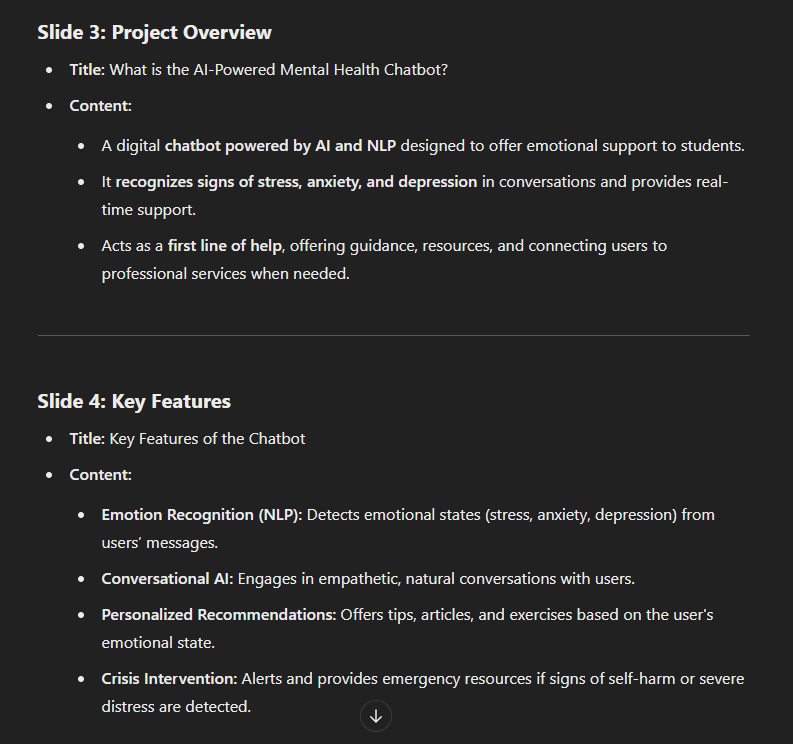 Slide 3: Project Overview
Title: What is the AI-Powered Mental Health Chatbot?
Content:
A digital chatbot powered by AI and NLP designed to offer emotional support to students.
It recognizes signs of stress, anxiety, and depression in conversations and provides real-
time support.
Acts as a first line of help, offering guidance, resources, and connecting users to
professional services when needed.
Slide 4: Key Features
Title: Key Features of the Chatbot
Content:
Emotion Recognition (NLP): Detects emotional states (stress, anxiety, depression) from
users’ messages.
Conversational AI: Engages in empathetic, natural conversations with users.
Personalized Recommendations: Offers tips, articles, and exercises based on the user's
emotional state.
Crisis Intervention: Alerts and provides emergency resources if signs of self-harm or severe
distress are detected.